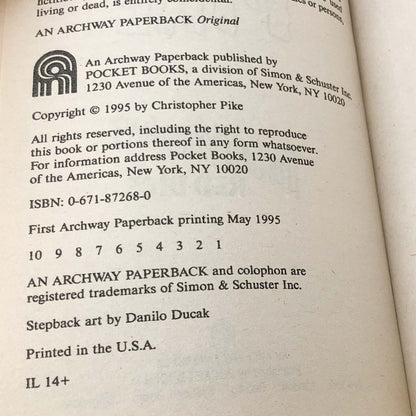 living or dead, is entirely coincidental.
or persons,
used
AN ARCHWAY PAPERBACK Original
An Archway Paperback published by
POCKET BOOKS, a division of Simon & Schuster Inc.
1230 Avenue of the Americas, New York, NY 10020
Copyright © 1995 by Christopher Pike
All rights reserved, including the right to reproduce
this book or portions thereof in any form whatsoever.
For information address Pocket Books, 1230 Avenue
of the Americas, New York, NY 10020
ISBN: 0-671-87268-0
First Archway Paperback printing May 1995
10 9 8 7 6 5 4 3 2 1
AN ARCHWAY PAPERBACK and colophon are
registered trademarks of Simon & Schuster Inc.
Stepback art by Danilo Ducak
Printed in the U.S.A.
IL 14+